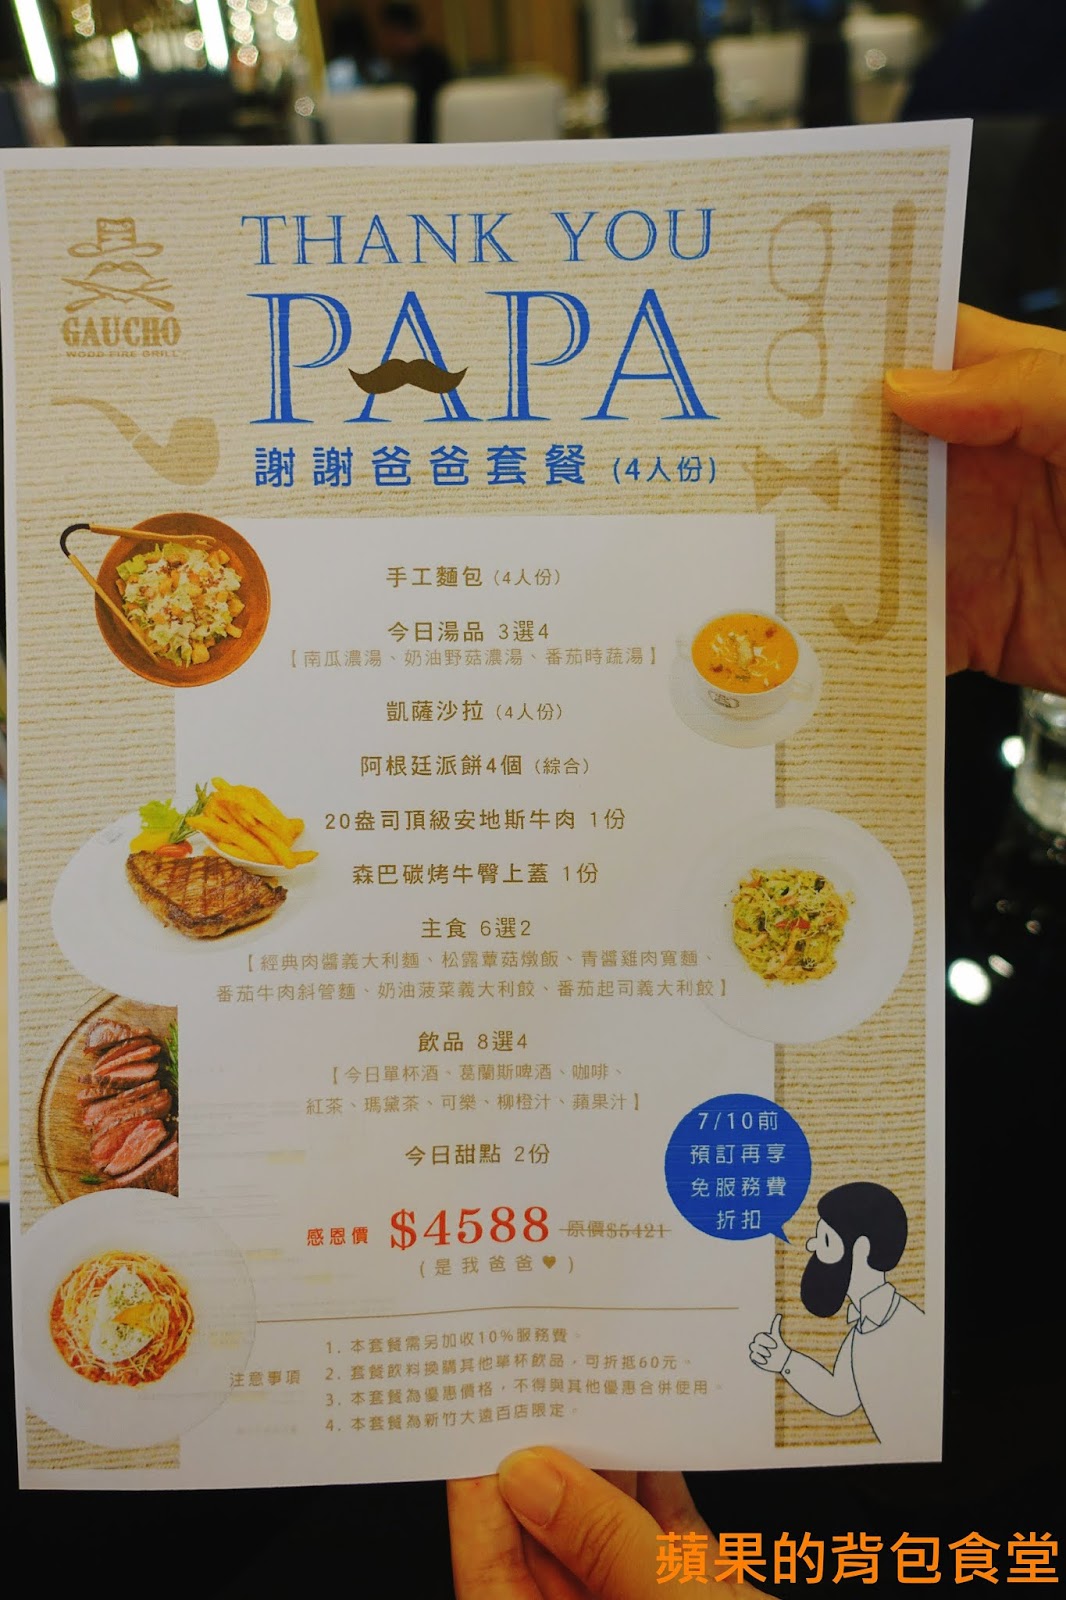 THANK YOU
PAPA
GAUCHO
WOOD FIRE GRILL
謝謝爸爸套餐 (4人份)
手工麵包 (4人份)
今日湯品 3選4
【南瓜濃湯、奶油野菇濃湯、番茄時蔬湯】
凱薩沙拉 (4人份)
阿根廷派餅4個 (綜合)
20盎司頂級安地斯牛肉 1份
森巴碳烤牛臀上蓋 1份
主食 6選2
【經典肉醬義大利麵、松露蕈菇燉飯、青醬雞肉寬麵、
番茄牛肉斜管麵、奶油菠菜義大利餃、番茄起司義大利餃】
飲品 8選4
【今日單杯酒、葛蘭斯啤酒、咖啡、
紅茶、瑪黛茶、可樂、柳橙汁、蘋果汁】
今日甜點 2份
7/10前
預訂再享
免服務費
折扣
感恩價 $4588 原價$5421
(是我爸爸♥)
注意事項
1. 本套餐需另加收10%服務費。
2. 套餐飲料換購其他單杯飲品，可折抵60元。
3. 本套餐為優惠價格，不得與其他優惠合併使用。
4. 本套餐為新竹大遠百店限定。
蘋果的背包食堂